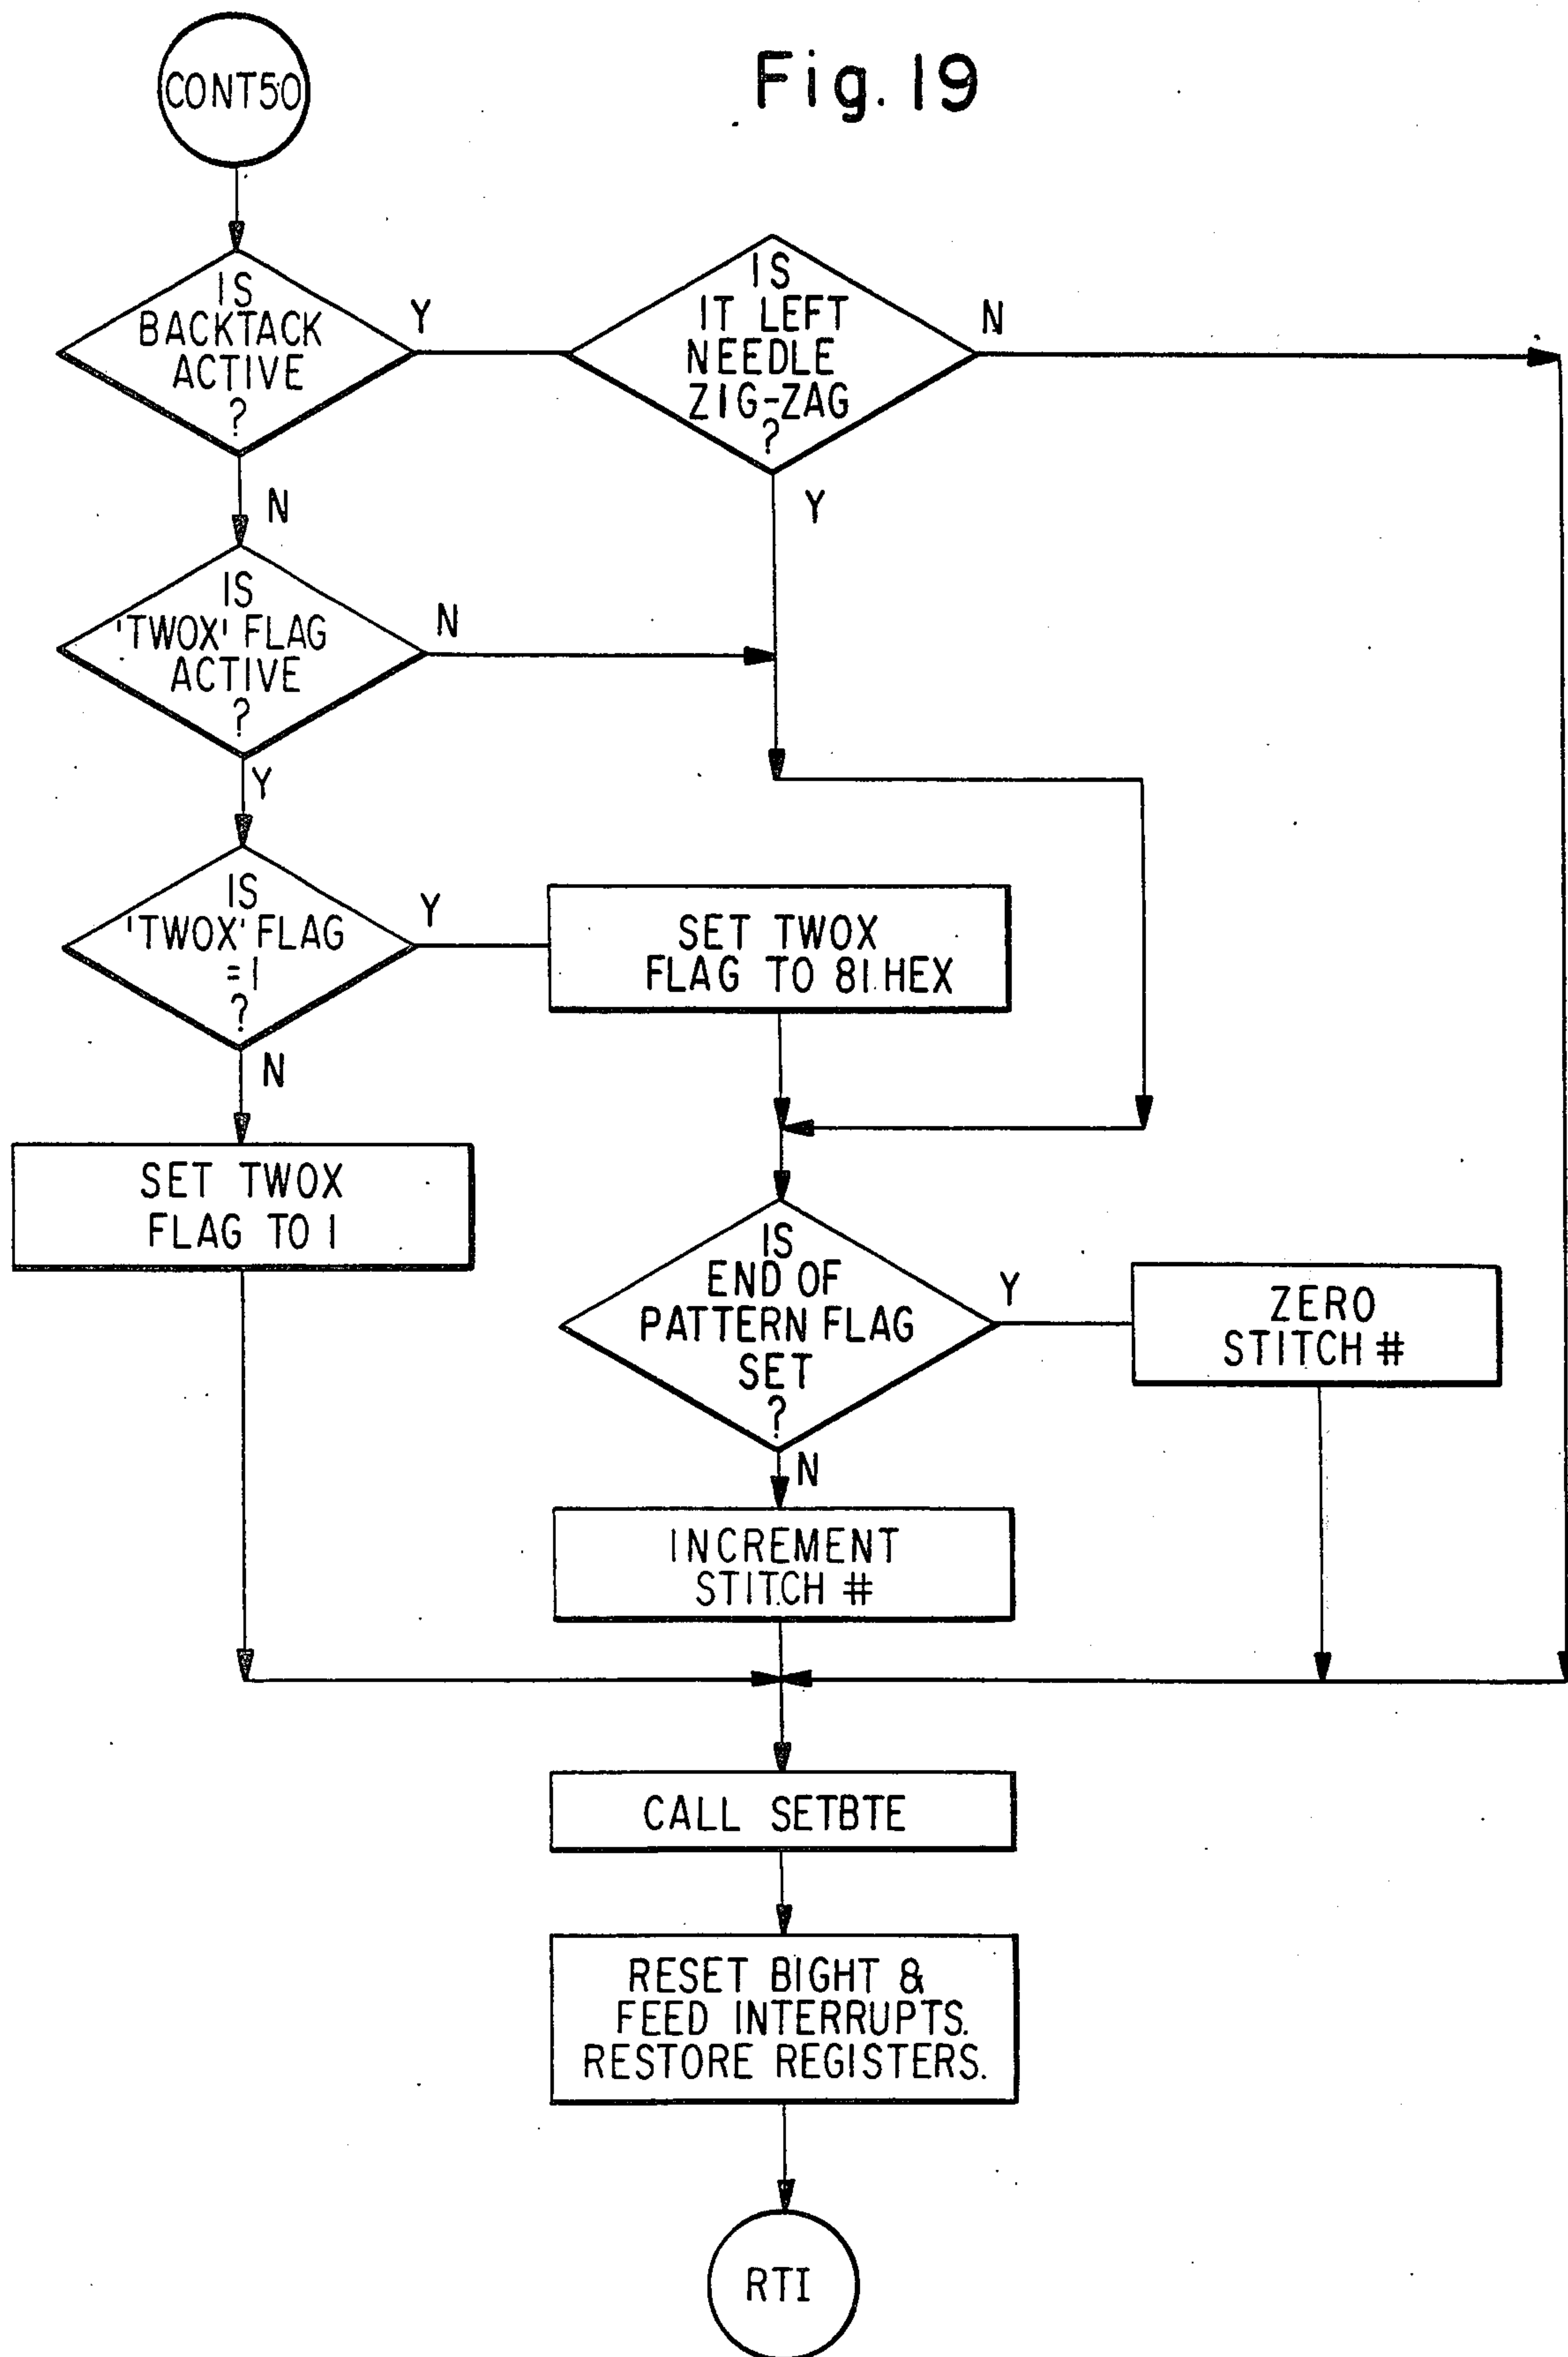 Fig. 19
CONT50
IS
BACKTACK
ACTIVE
?
Y
N
IS
IT LEFT
NEEDLE
ZIG-ZAG
?
N
Y
IS
'TWOX' FLAG
ACTIVE
?
N
Y
IS
'TWOX' FLAG
=1
?
Y
N
SET TWOX
FLAG TO 81.HEX
SET TWOX
FLAG TO 1
IS
END OF
PATTERN FLAG
SET
?
Y
N
ZERO
STITCH #
INCREMENT
STITCH #
CALL SETBTE
RESET BIGHT &
FEED INTERRUPTS.
RESTORE REGISTERS.
RTI